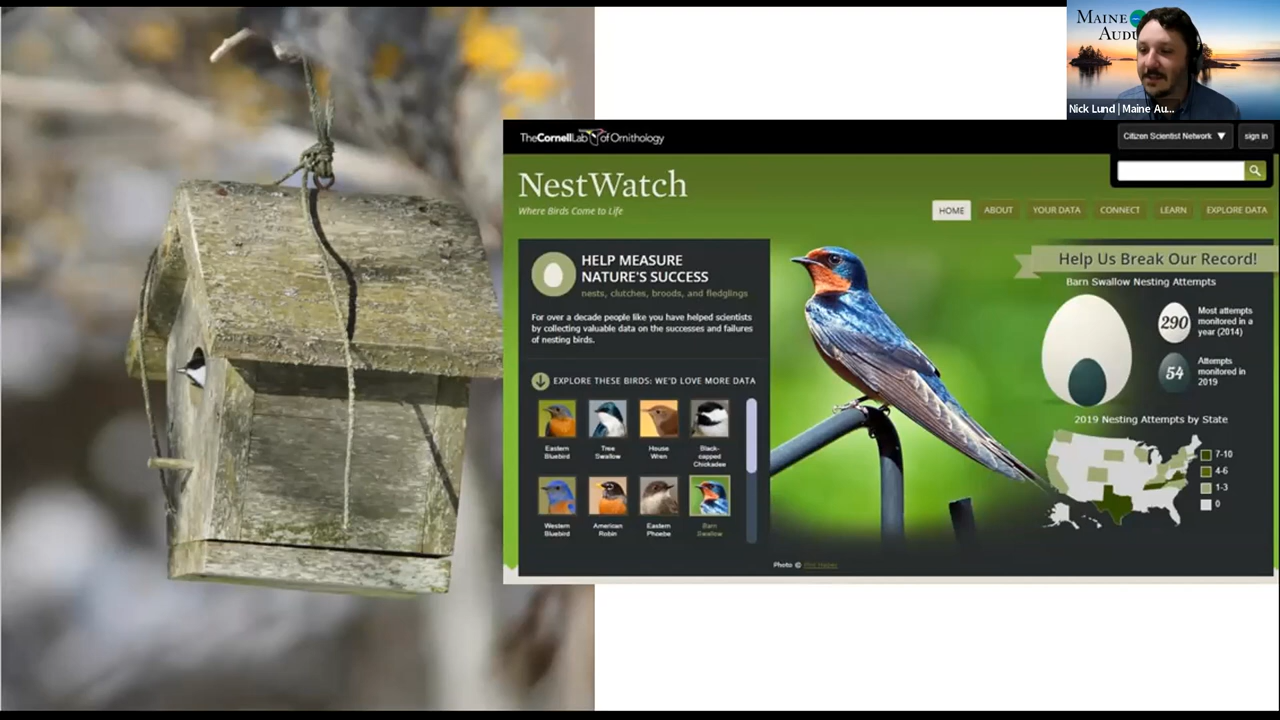 MAINE
AUDU
Nick Lund | Maine Au...
TheCornellLab of Ornithology
Citizen Scientist Network ▼
sign in
NestWatch
Where Birds Come to Life
HOME
ABOUT
YOUR DATA
CONNECT
LEARN
EXPLORE DATA
HELP MEASURE
NATURE'S SUCCESS
nests, clutches, broods, and fledglings
For over a decade people like you have helped scientists
by collecting valuable data on the successes and failures
of nesting birds.
EXPLORE THESE BIRDS: WE'D LOVE MORE DATA
Eastern
Bluebird
Tree
Swallow
House
Wren
Black-
capped
Chickadee
Western
Bluebird
American
Robin
Eastern
Phoebe
Barn
Swallow
Help Us Break Our Record!
Barn Swallow Nesting Attempts
290
Most attempts
monitored in a
year (2014)
54
Attempts
monitored in
2019
2019 Nesting Attempts by State
7-10
4-6
1-3
0
Photo ©